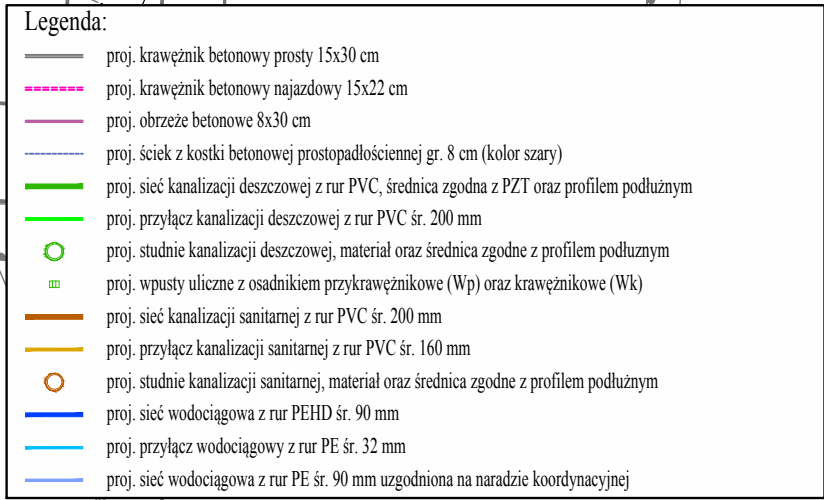 Legenda:
proj. krawężnik betonowy prosty 15x30 cm
proj. krawężnik betonowy najazdowy 15x22 cm
proj. obrzeże betonowe 8x30 cm
proj. ściek z kostki betonowej prostopadłościennej gr. 8 cm (kolor szary)
proj. sieć kanalizacji deszczowej z rur PVC, średnica zgodna z PZT oraz profilem podłużnym
proj. przyłącz kanalizacji deszczowej z rur PVC śr. 200 mm
proj. studnie kanalizacji deszczowej, materiał oraz średnica zgodne z profilem podłuznym
proj. wpusty uliczne z osadnikiem przykrawężnikowe (Wp) oraz krawężnikowe (Wk)
proj. sieć kanalizacji sanitarnej z rur PVC śr. 200 mm
proj. przyłącz kanalizacji sanitarnej z rur PVC śr. 160 mm
proj. studnie kanalizacji sanitarnej, materiał oraz średnica zgodne z profilem podłużnym
proj. sieć wodociągowa z rur PEHD śr. 90 mm
proj. przyłącz wodociągowy z rur PE śr. 32 mm
proj. sieć wodociągowa z rur PE śr. 90 mm uzgodniona na naradzie koordynacyjnej